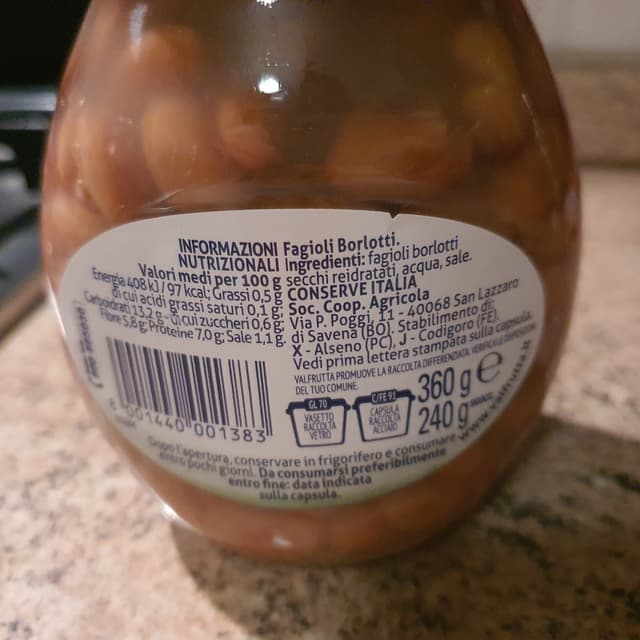 INFORMAZIONI
NUTRIZIONALI
Valori medi per 100 g
Energia 408 kJ / 97 kcal; Grassi 0,5 g
di cui acidi grassi saturi 0,1 g;
Carboidrati 13,2 g - di cui zuccheri 0,6 g;
Fibre 5,8 g; Proteine 7,0 g; Sale 1,1 g.
Fagioli Borlotti.
Ingredienti: fagioli borlotti
secchi reidratati, acqua, sale.
CONSERVE ITALIA
Soc. Coop. Agricola
Via P. Poggi, 11 - 40068 San Lazzaro
di Savena (BO). Stabilimento di:
X - Alseno (PC), J - Codigoro (FE).
Vedi prima lettera stampata sulla capsula.
VALFRUTTA PROMUOVE LA RACCOLTA DIFFERENZIATA. VERIFICA LE DISPOSIZIONI
DEL TUO COMUNE.
GL 70
VASETTO
RACCOLTA
VETRO
C/FE 91
CAPSULA
RACCOLTA
ACCIAIO
360 g e
240 g
www.valfrutta.it
8 001440 001383
Dopo l'apertura, conservare in frigorifero e consumare
entro pochi giorni. Da consumarsi preferibilmente
entro fine: data indicata
sulla capsula.